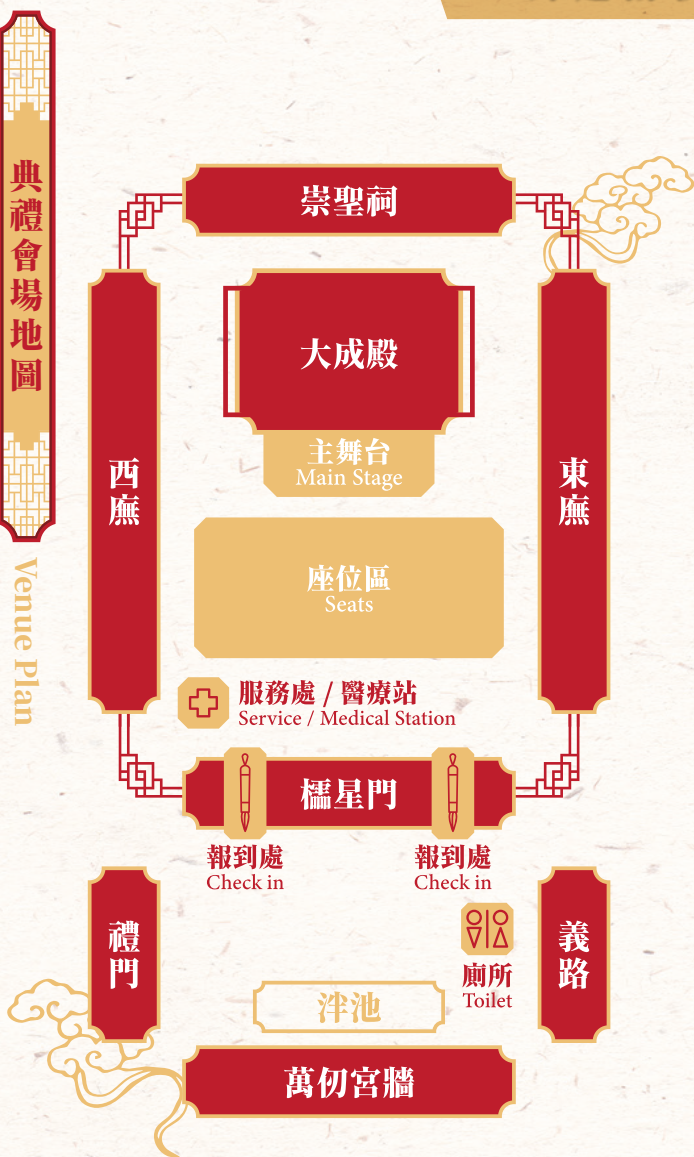 典禮會場地圖
Venue Plan
崇聖祠
大成殿
主舞台
Main Stage
西廡
東廡
座位區
Seats
服務處 / 醫療站
Service / Medical Station
櫺星門
報到處
Check in
報到處
Check in
禮門
義路
廁所
Toilet
泮池
萬仞宮牆